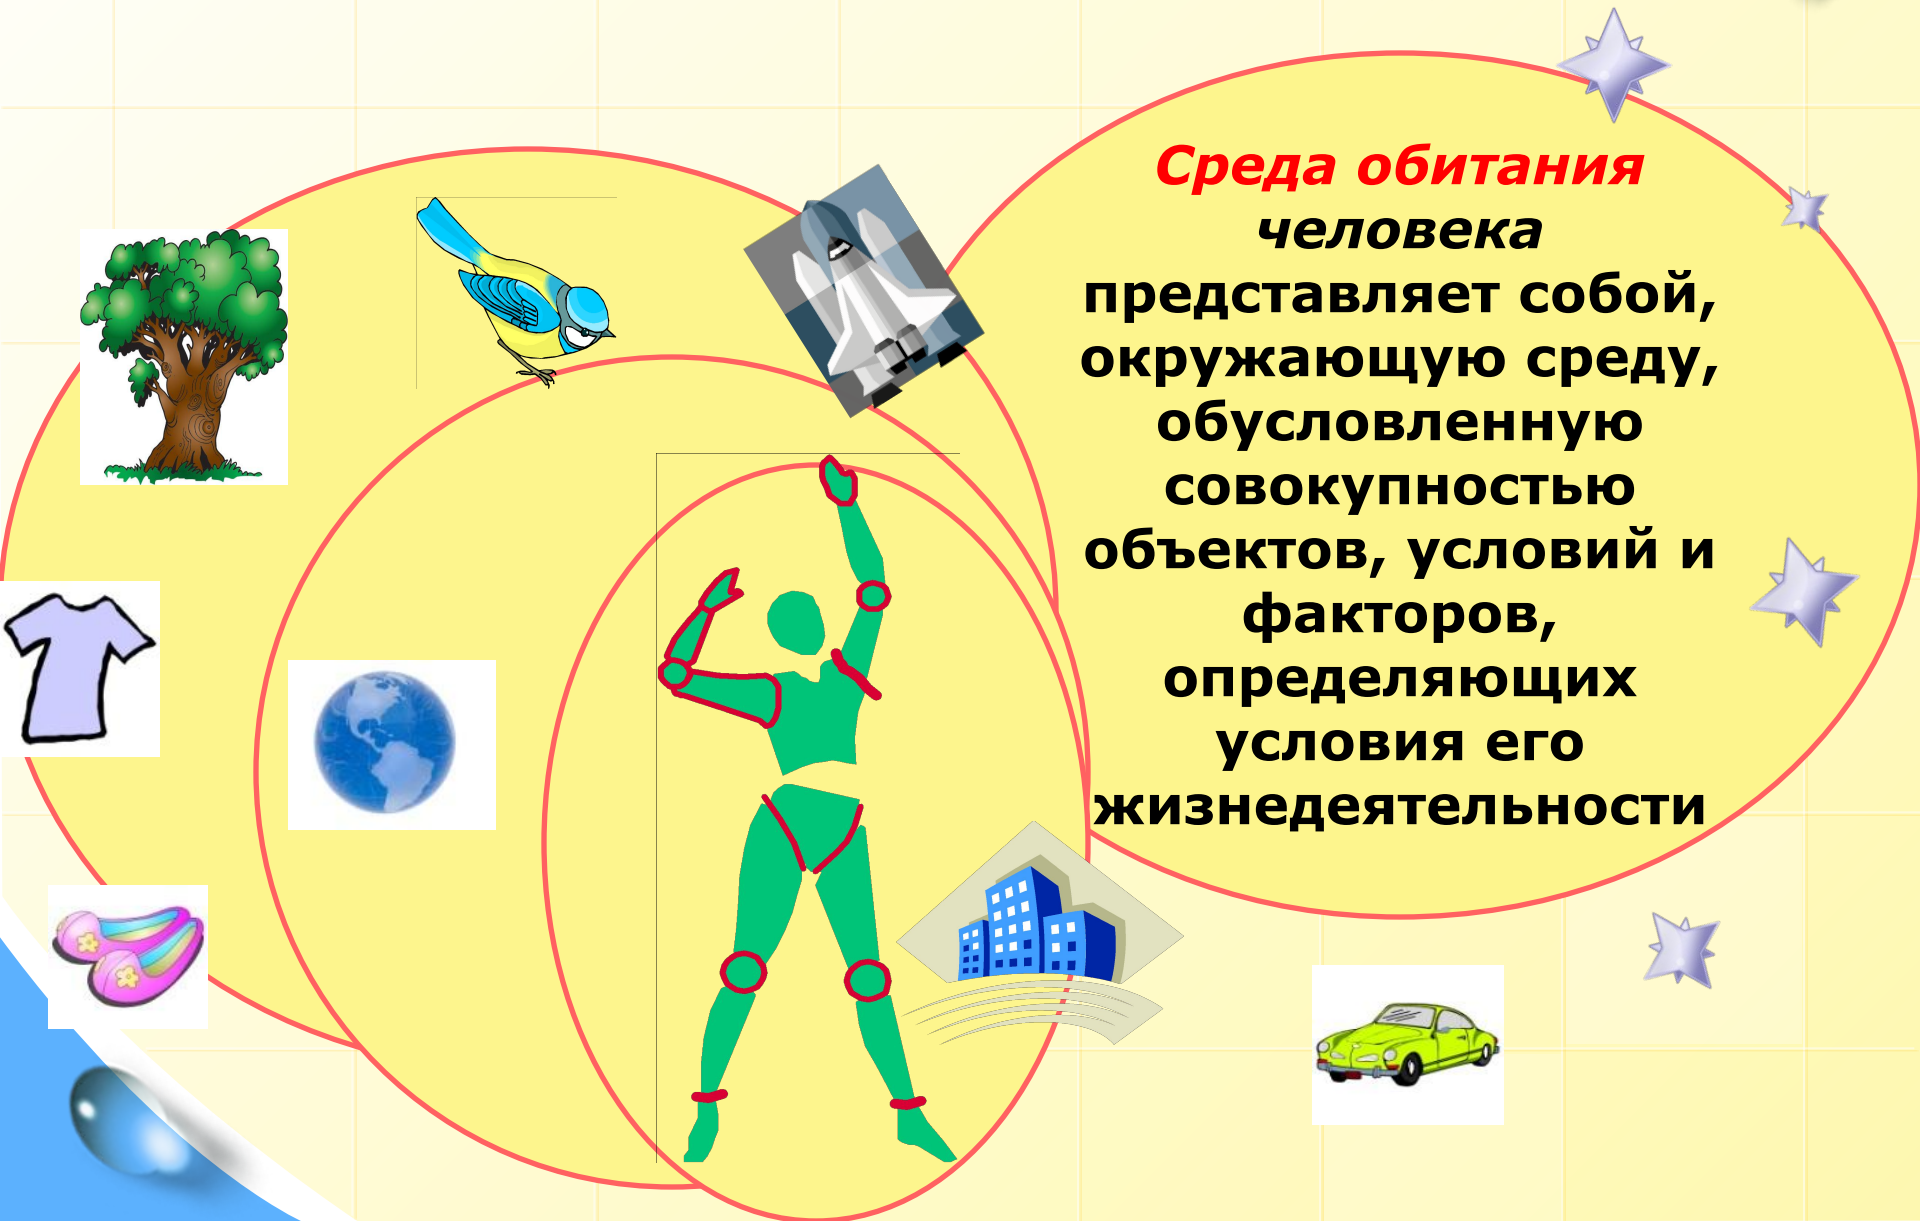 Среда обитания
человека
представляет собой,
окружающую среду,
обусловленную
совокупностью
объектов, условий и
факторов,
определяющих
условия его
жизнедеятельности